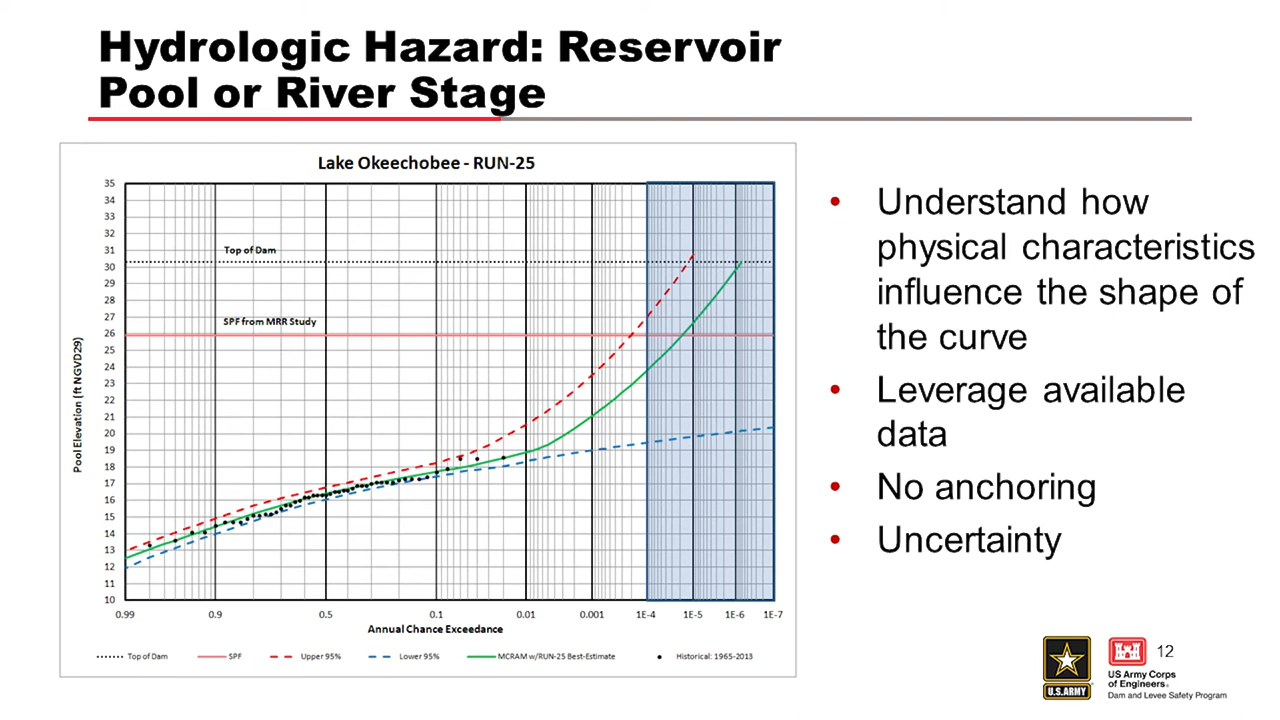 Hydrologic Hazard: Reservoir
Pool or River Stage
Lake Okeechobee - RUN-25
35
34
33
32
31
30
29
28
27
26
25
24
23
22
21
20
19
18
17
16
15
14
13
12
11
10
Pool Elevation (ft NGVD29)
Top of Dam
SPF from MRR Study
0.99 0.9 0.5 0.1 0.01 0.001 1E-4 1E-5 1E-6 1E-7
Annual Chance Exceedance
Top of Dam SPF Upper 95% Lower 95% MCRAM w/RUN-25 Best-Estimate Historical: 1965-2013
• Understand how
physical characteristics
influence the shape of
the curve
• Leverage available
data
• No anchoring
• Uncertainty
U.S.ARMY
US Army Corps
of Engineers®
Dam and Levee Safety Program
12